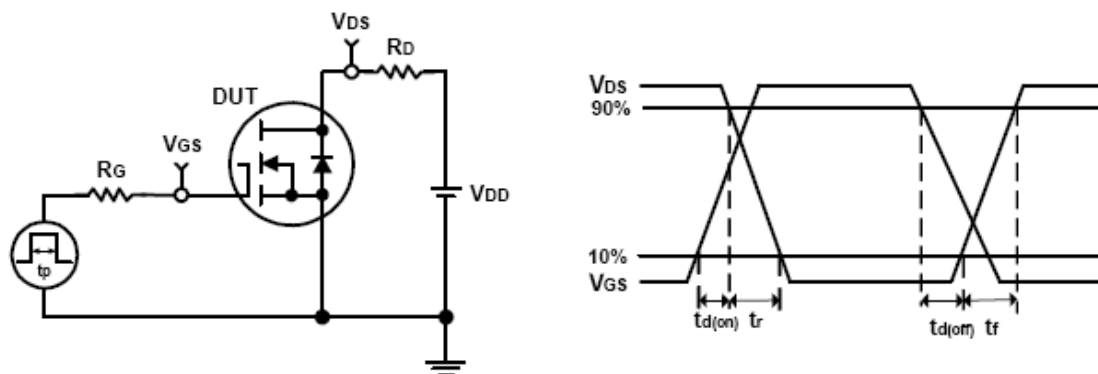 VDS
RD
DUT
VGS
RG
VDD
tp
VDS
90%
10%
VGS
td(on) tr
td(off) tf